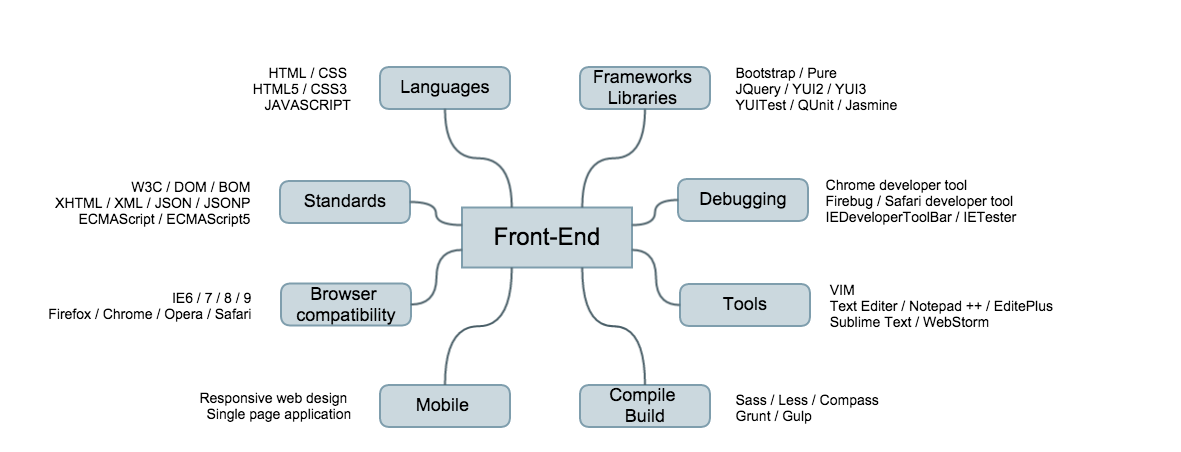 HTML / CSS
HTML5 / CSS3
JAVASCRIPT
Languages
Frameworks
Libraries
Bootstrap / Pure
JQuery / YUI2 / YUI3
YUITest / QUnit / Jasmine
W3C / DOM / BOM
XHTML / XML / JSON / JSONP
ECMAScript / ECMAScript5
Standards
Debugging
Chrome developer tool
Firebug / Safari developer tool
IEDeveloperToolBar / IETester
Front-End
IE6 / 7 / 8 / 9
Firefox / Chrome / Opera / Safari
Browser
compatibility
Tools
VIM
Text Editer / Notepad ++ / EditePlus
Sublime Text / WebStorm
Responsive web design
Single page application
Mobile
Compile
Build
Sass / Less / Compass
Grunt / Gulp